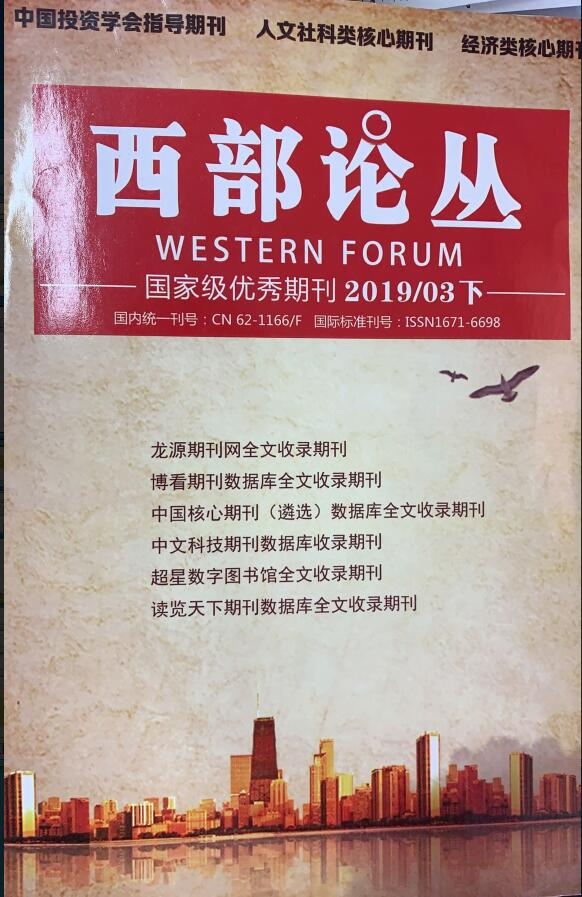 中国投资学会指导期刊 人文社科类核心期刊 经济类核心期刊
西部论丛
WESTERN FORUM
国家级优秀期刊 2019/03 下
国内统一刊号：CN 62-1166/F 国际标准刊号：ISSN1671-6698
龙源期刊网全文收录期刊
博看期刊数据库全文收录期刊
中国核心期刊（遴选）数据库全文收录期刊
中文科技期刊数据库收录期刊
超星数字图书馆全文收录期刊
读览天下期刊数据库全文收录期刊